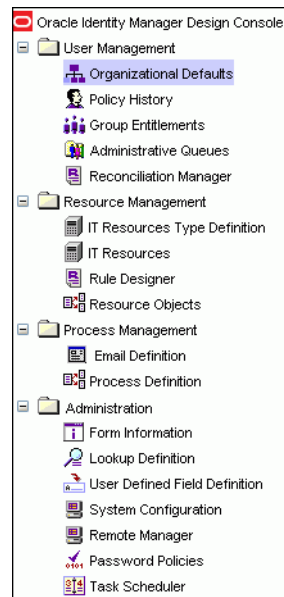 Oracle Identity Manager Design Console
User Management
Organizational Defaults
Policy History
Group Entitlements
Administrative Queues
Reconciliation Manager
Resource Management
IT Resources Type Definition
IT Resources
Rule Designer
Resource Objects
Process Management
Email Definition
Process Definition
Administration
Form Information
Lookup Definition
User Defined Field Definition
System Configuration
Remote Manager
Password Policies
Task Scheduler